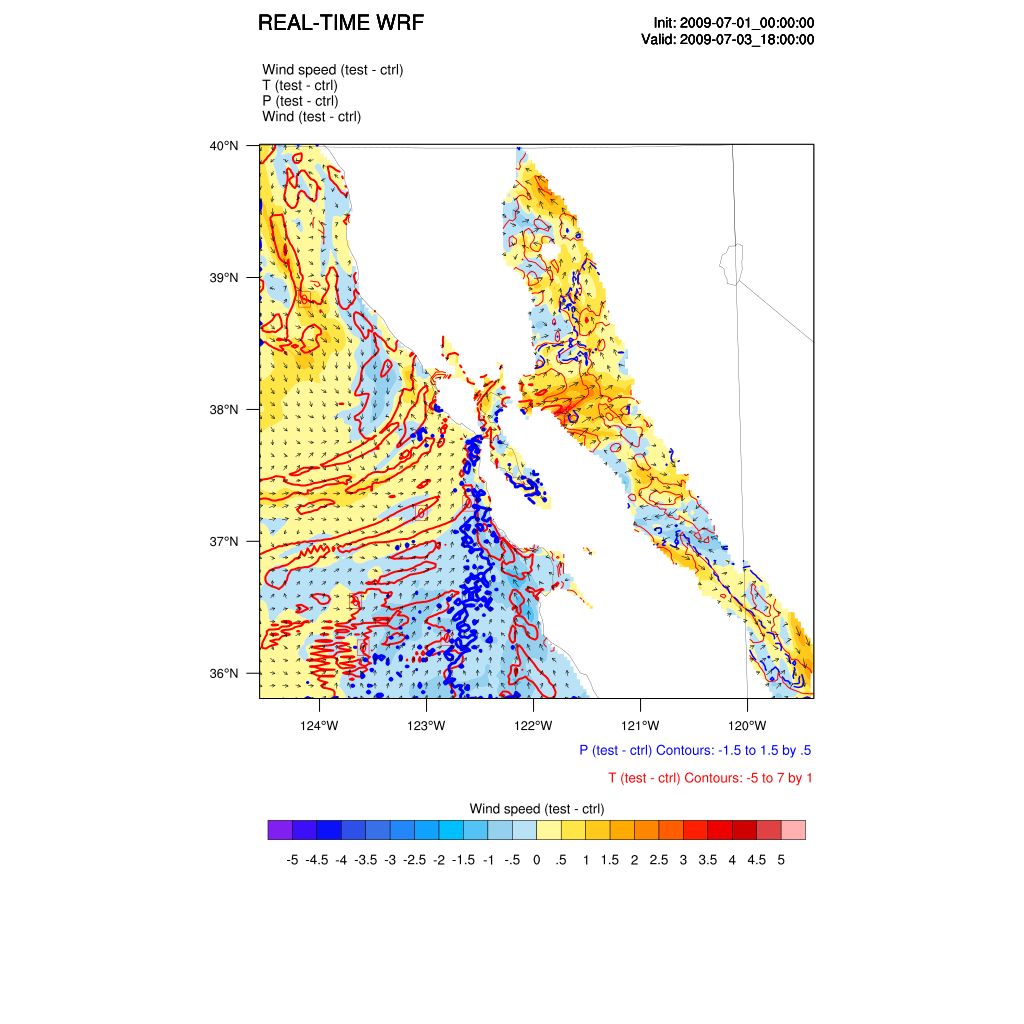 REAL-TIME WRF
Init: 2009-07-01_00:00:00
Valid: 2009-07-03_18:00:00
Wind speed (test - ctrl)
T (test - ctrl)
P (test - ctrl)
Wind (test - ctrl)
40°N
39°N
38°N
37°N
36°N
124°W 123°W 122°W 121°W 120°W
P (test - ctrl) Contours: -1.5 to 1.5 by .5
T (test - ctrl) Contours: -5 to 7 by 1
Wind speed (test - ctrl)
-5 -4.5 -4 -3.5 -3 -2.5 -2 -1.5 -1 -.5 0 .5 1 1.5 2 2.5 3 3.5 4 4.5 5